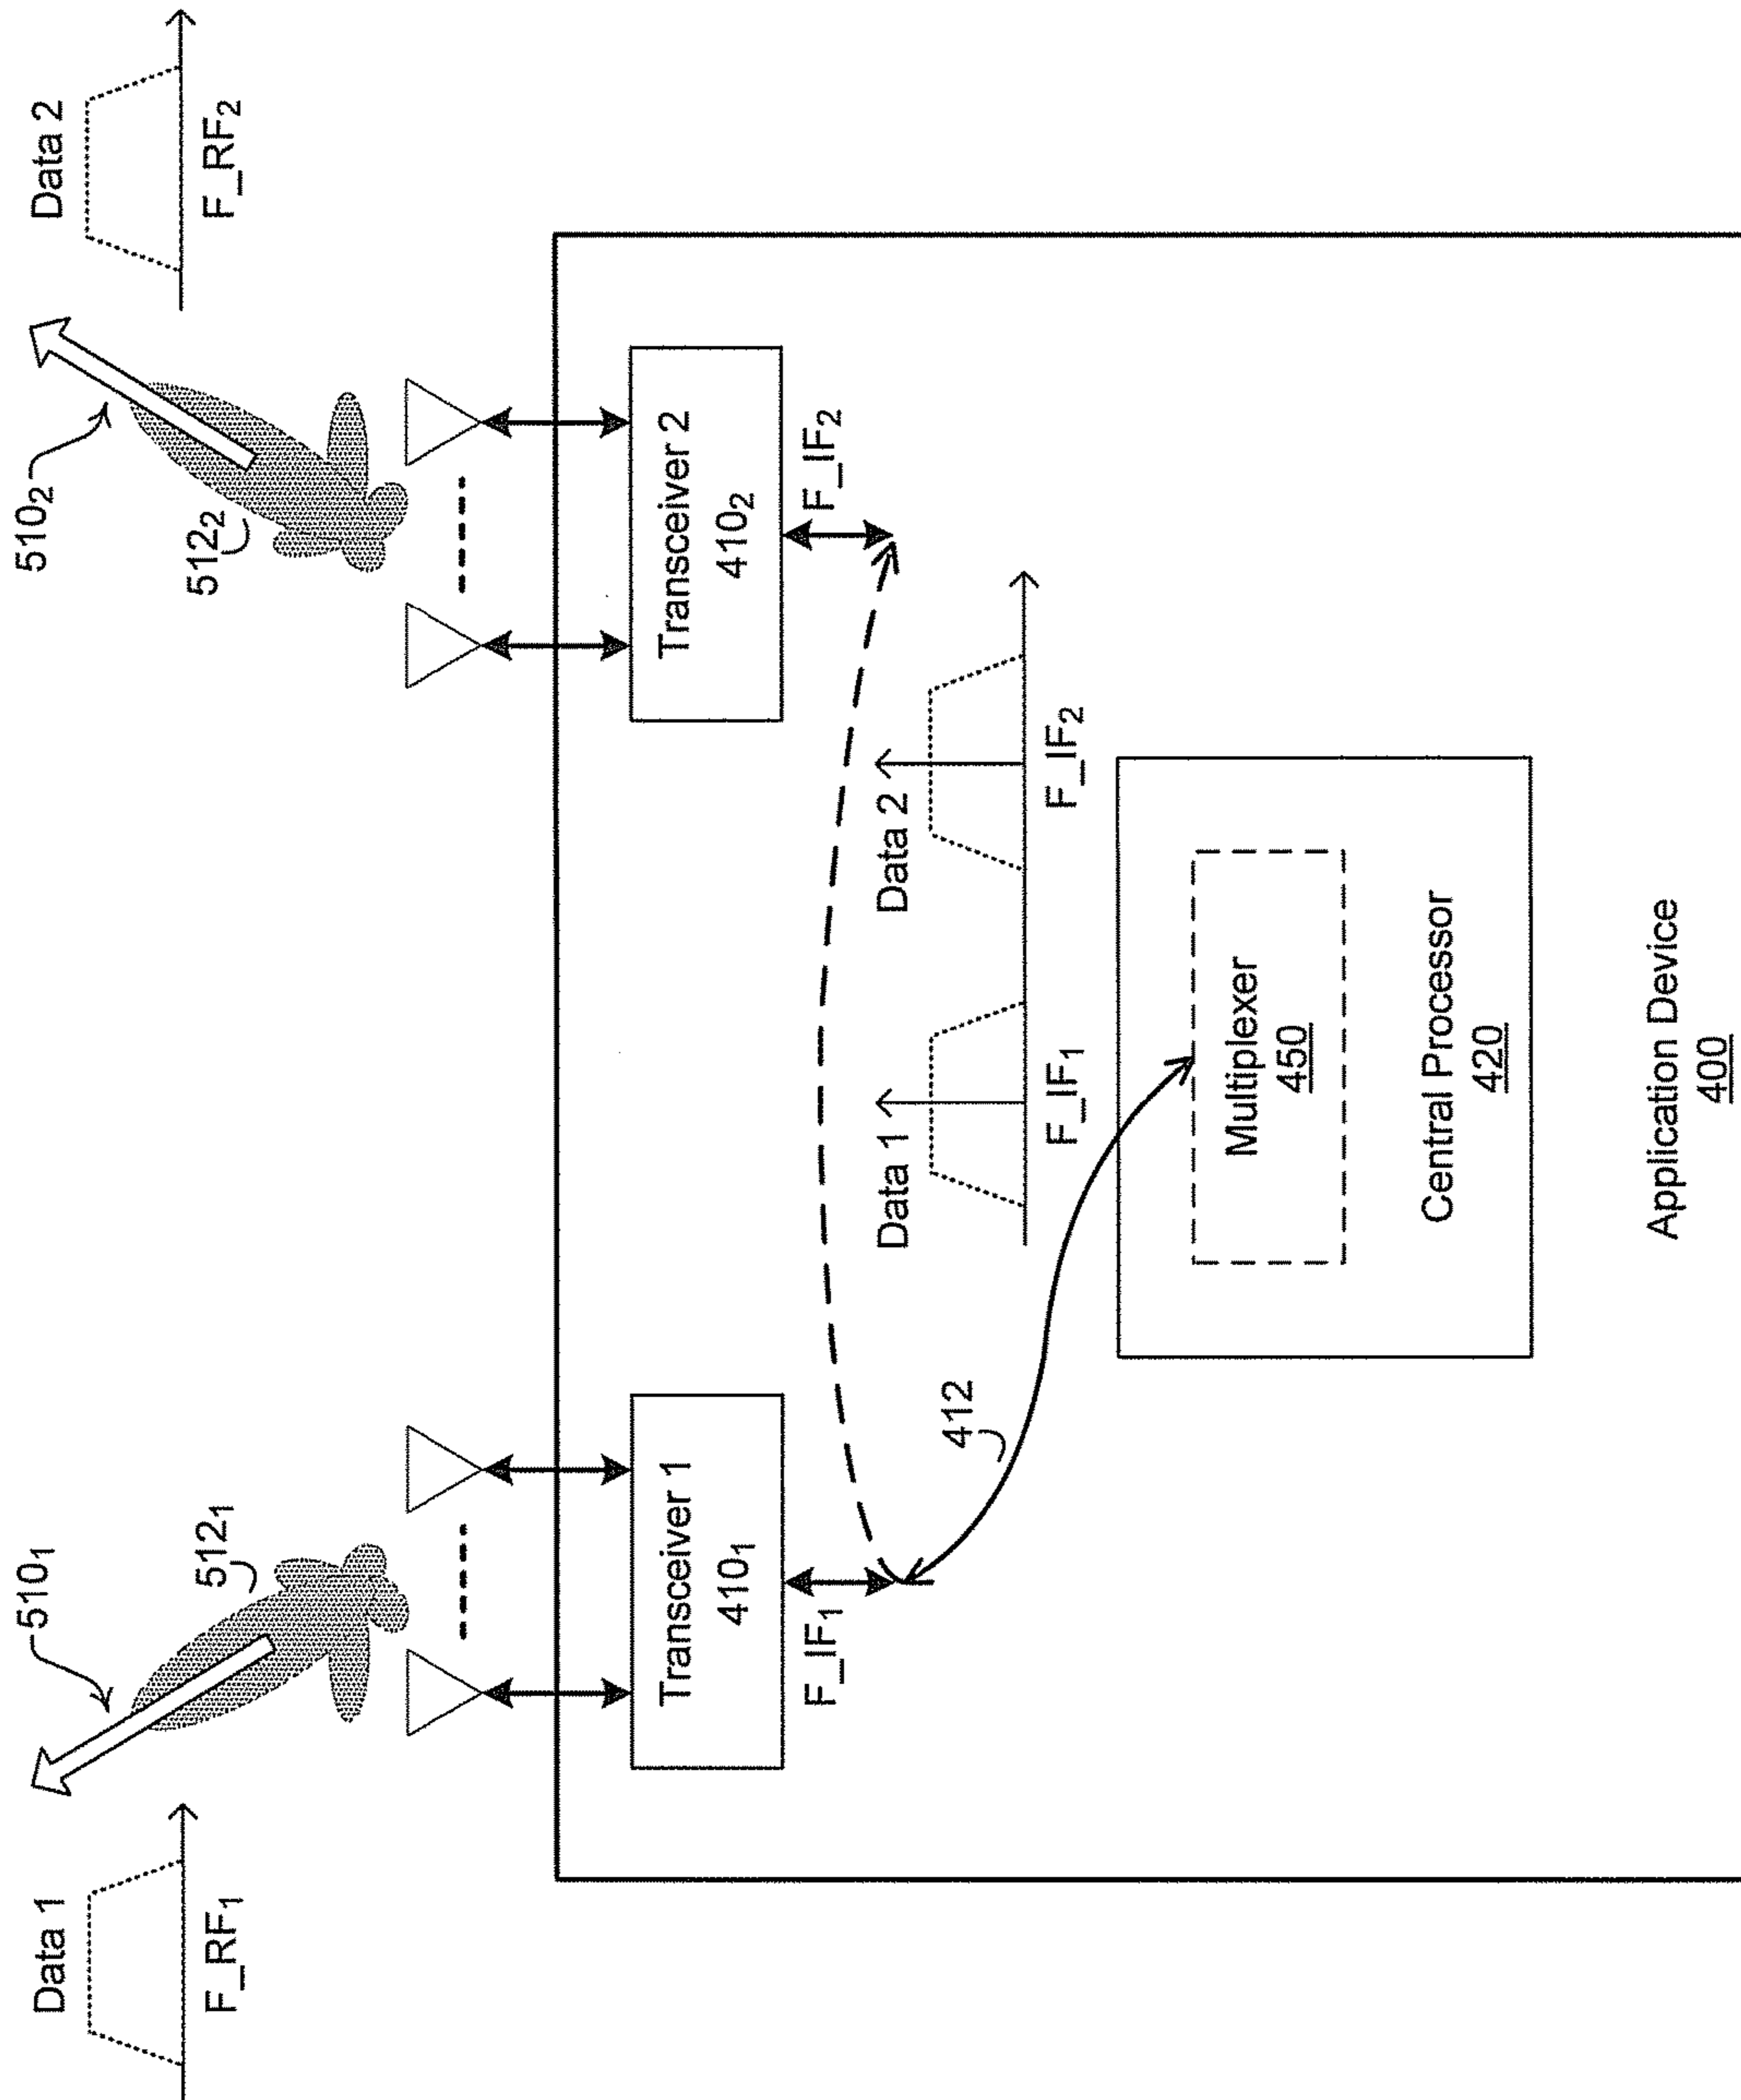 Data 1
F_RF₁
510₁
512₁
510₂
512₂
Data 2
F_RF₂
Transceiver 1
410₁
F_IF₁
Transceiver 2
410₂
F_IF₂
412
Data 1
F_IF₁
Data 2
F_IF₂
Multiplexer
450
Central Processor
420
Application Device
400